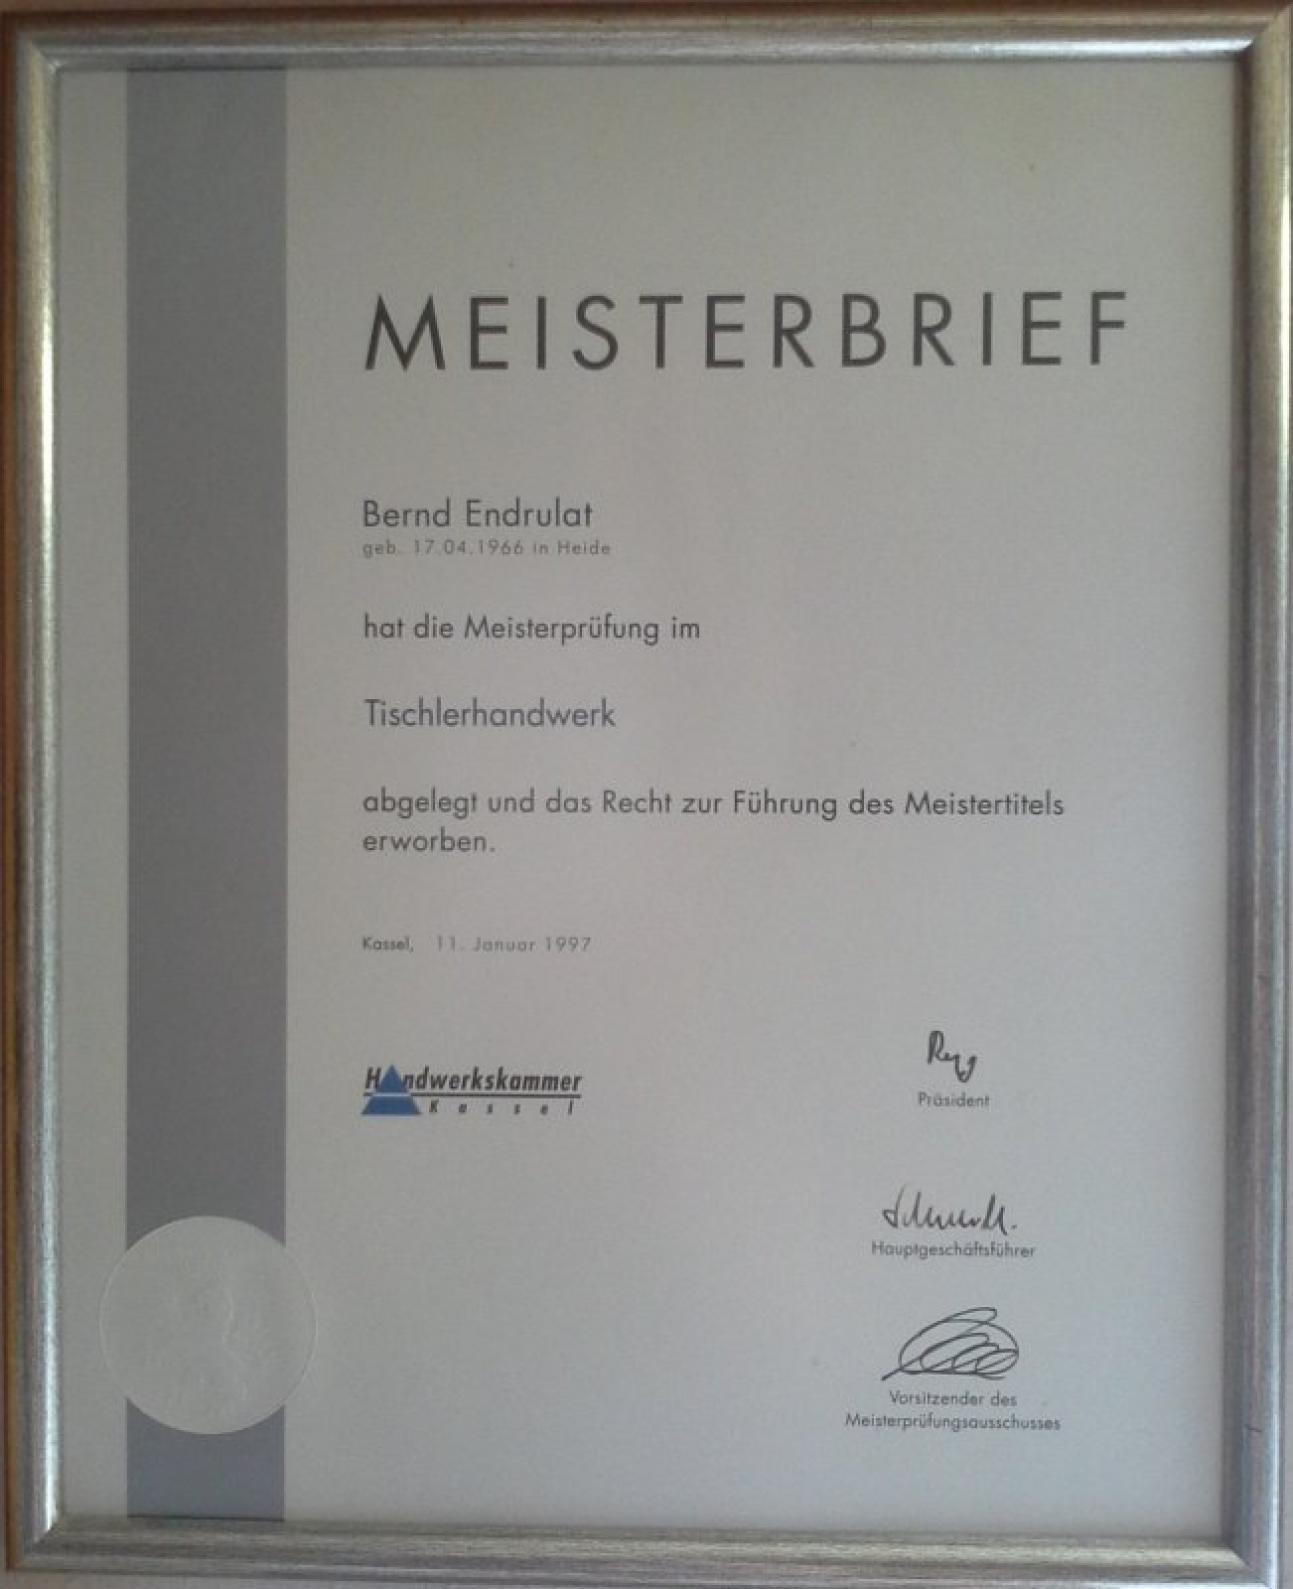 MEISTERBRIEF
Bernd Endrulat
geb. 17.04.1966 in Heide
hat die Meisterprüfung im
Tischlerhandwerk
abgelegt und das Recht zur Führung des Meistertitels
erworben.
Kassel, 11. Januar 1997
Handwerkskammer
Kassel
Präsident
Hauptgeschäftsführer
Vorsitzender des
Meisterprüfungsausschusses